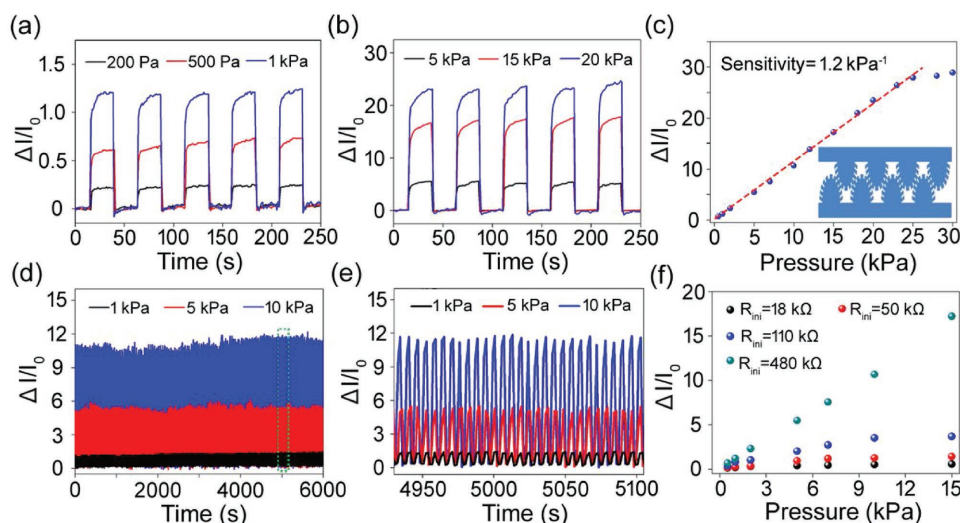 (a)
200 Pa 500 Pa 1 kPa
1.5
1.0
0.5
0.0
ΔI/I0
0 50 100 150 200 250
Time (s)
(b)
5 kPa 15 kPa 20 kPa
30
20
10
0
ΔI/I0
0 50 100 150 200 250
Time (s)
(c)
Sensitivity=1.2 kPa-1
40
30
20
10
0
ΔI/I0
0 5 10 15 20 25 30
Pressure (kPa)
(d)
1 kPa 5 kPa 10 kPa
15
12
9
6
3
0
ΔI/I0
0 2000 4000 6000
Time (s)
(e)
1 kPa 5 kPa 10 kPa
15
12
9
6
3
0
ΔI/I0
4950 5000 5050 5100
Time (s)
(f)
Rini=18 kΩ Rini=50 kΩ
Rini=110 kΩ
Rini=480 kΩ
20
15
10
5
0
ΔI/I0
0 3 6 9 12 15
Pressure (kPa)